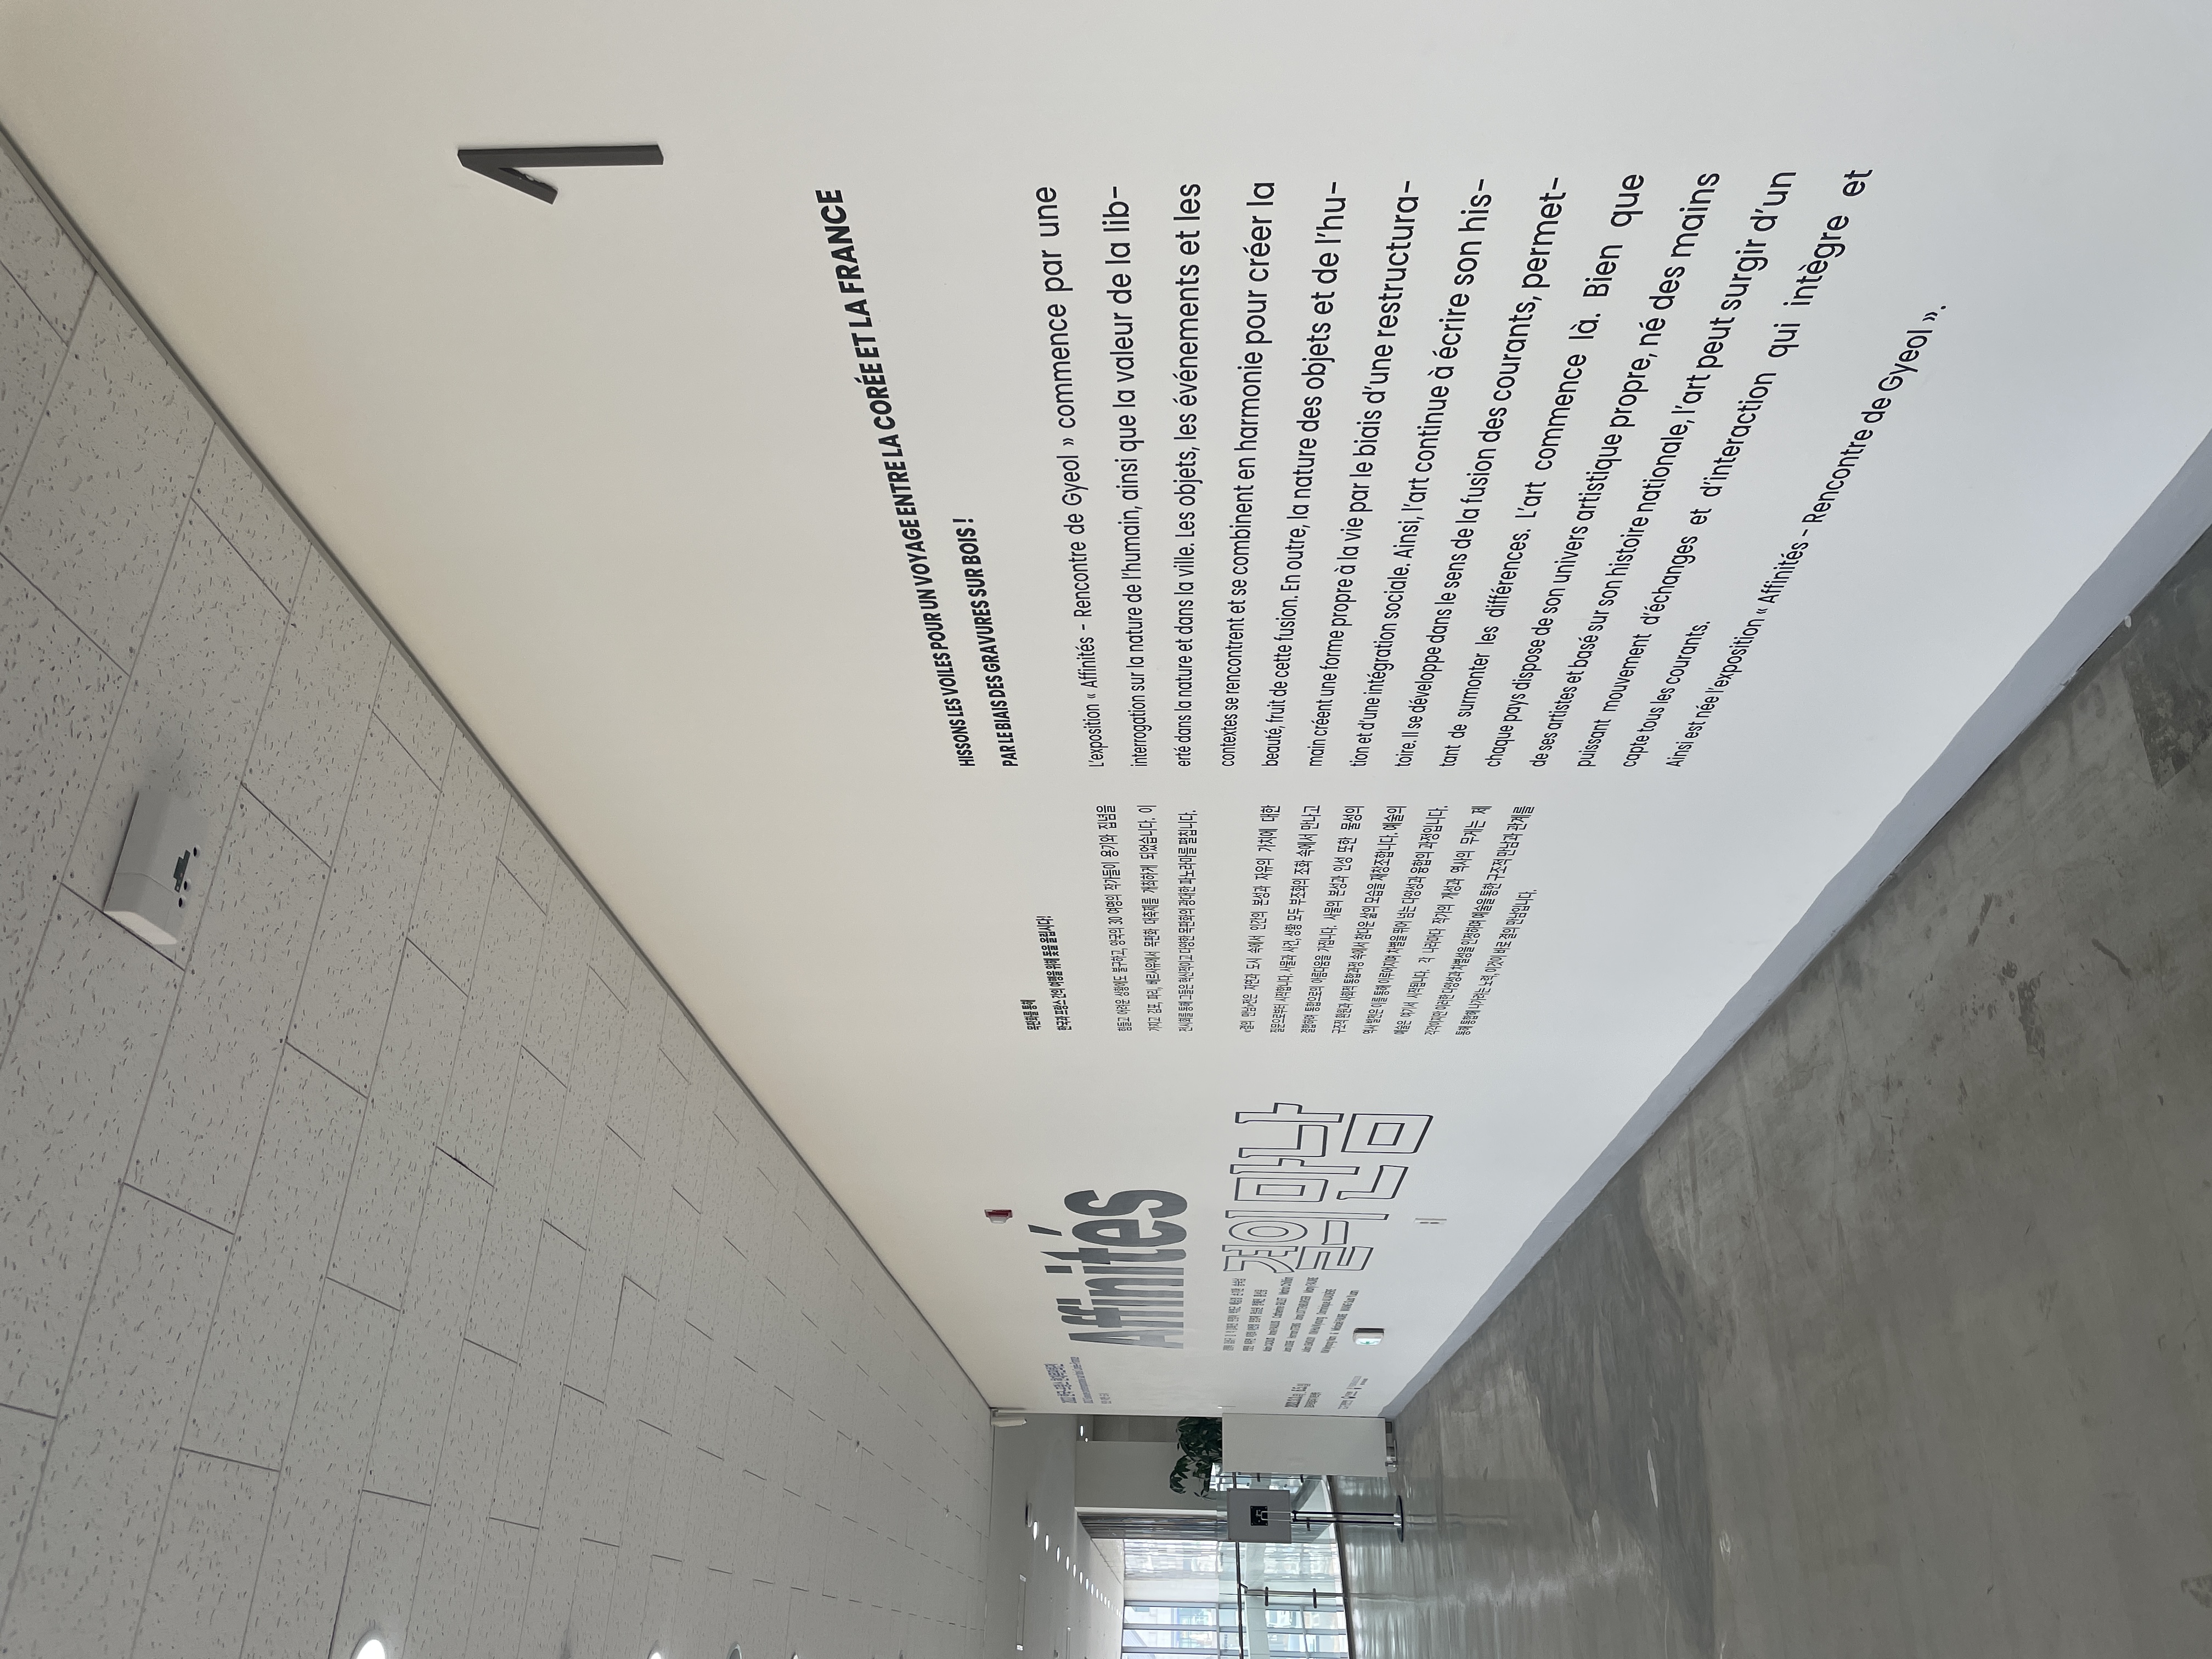 Affinités
결의 만남
목판화를 통해
한국과 프랑스 간의 여행을 위해 돛을 올립시다!
힘들고 어려운 상황에도 불구하고, 양국의 30 여명의 작가들이 용기와 집념을
가지고 김포, 파리, 베르사유에서 목판화 대축제를 개최하게 되었습니다. 이
전시회를 통해 그들은 혁신적이고 다양한 목판화의 광대한 파노라마를 펼칩니다.
<결의 만남>전은 자연과 도시 속에서 인간의 본성과 자유의 가치에 대한
질문으로부터 시작합니다. 사물과 사건, 상황 모두 부조화의 조화 속에서 만나고
결합하여 통합으로의 아름다움을 가집니다. 사물의 본성과 인성 또한 물성의
구조적 환원과 사회적 통합과정 속에서 참다운 삶의 모습을 재창조합니다. 예술의
역사 발전은 이를 통해 이루어지며 차별을 뛰어 넘는 다양성과 융합의 과정입니다.
예술은 여기서 시작됩니다. 각 나라마다 작가의 개성과 역사의 무게는 제
각각이지만 이러한 다양성과 차별성을 인정하며 예술을 통한 구조적 만남과 관계를
통해 통합해 나가려는 노력, 이것이 바로 결의 만남입니다.
1
HISSONS LES VOILES POUR UN VOYAGE ENTRE LA CORÉE ET LA FRANCE
PAR LE BIAIS DES GRAVURES SUR BOIS !
L'exposition « Affinités - Rencontre de Gyeol » commence par une
interrogation sur la nature de l'humain, ainsi que la valeur de la lib-
erté dans la nature et dans la ville. Les objets, les événements et les
contextes se rencontrent et se combinent en harmonie pour créer la
beauté, fruit de cette fusion. En outre, la nature des objets et de l'hu-
main créent une forme propre à la vie par le biais d'une restructura-
tion et d'une intégration sociale. Ainsi, l'art continue à écrire son his-
toire. Il se développe dans le sens de la fusion des courants, permet-
tant de surmonter les différences. L'art commence là. Bien que
chaque pays dispose de son univers artistique propre, né des mains
de ses artistes et basé sur son histoire nationale, l'art peut surgir d'un
puissant mouvement d'échanges et d'interaction qui intègre et
capte tous les courants.
Ainsi est née l'exposition « Affinités - Rencontre de Gyeol ».